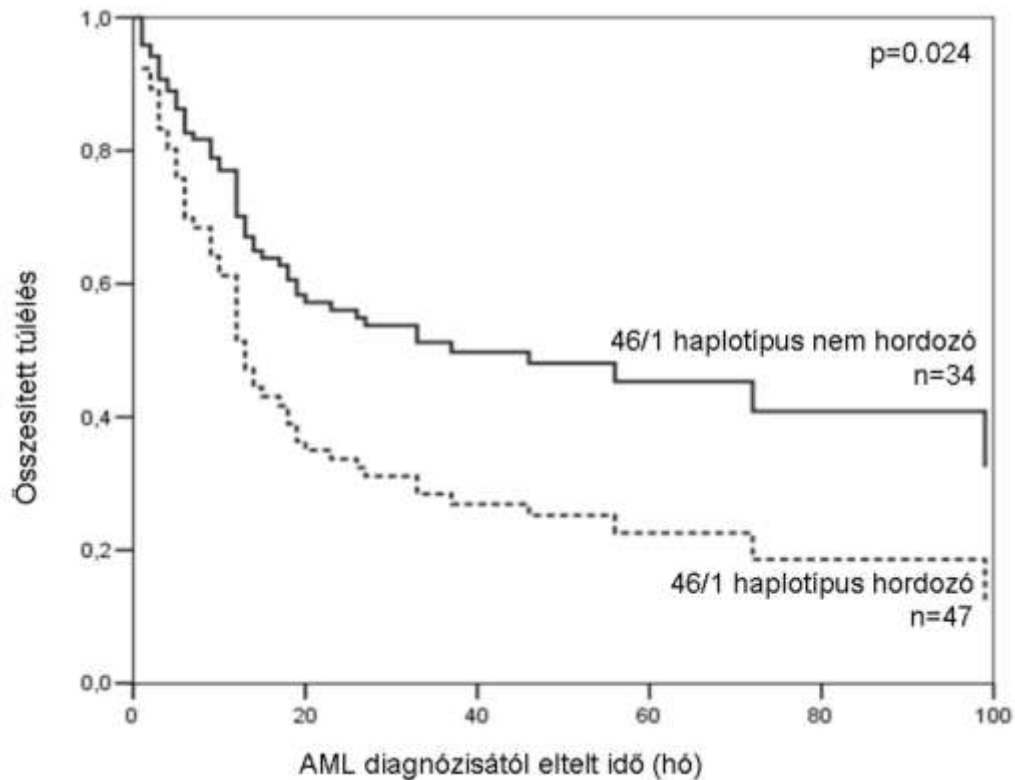 1,0
p=0.024
0,8
0,6
46/1 haplotípus nem hordozó
n=34
0,4
0,2
46/1 haplotípus hordozó
n=47
0,0
Összesített túlélés
0 20 40 60 80 100
AML diagnózisától eltelt idő (hó)